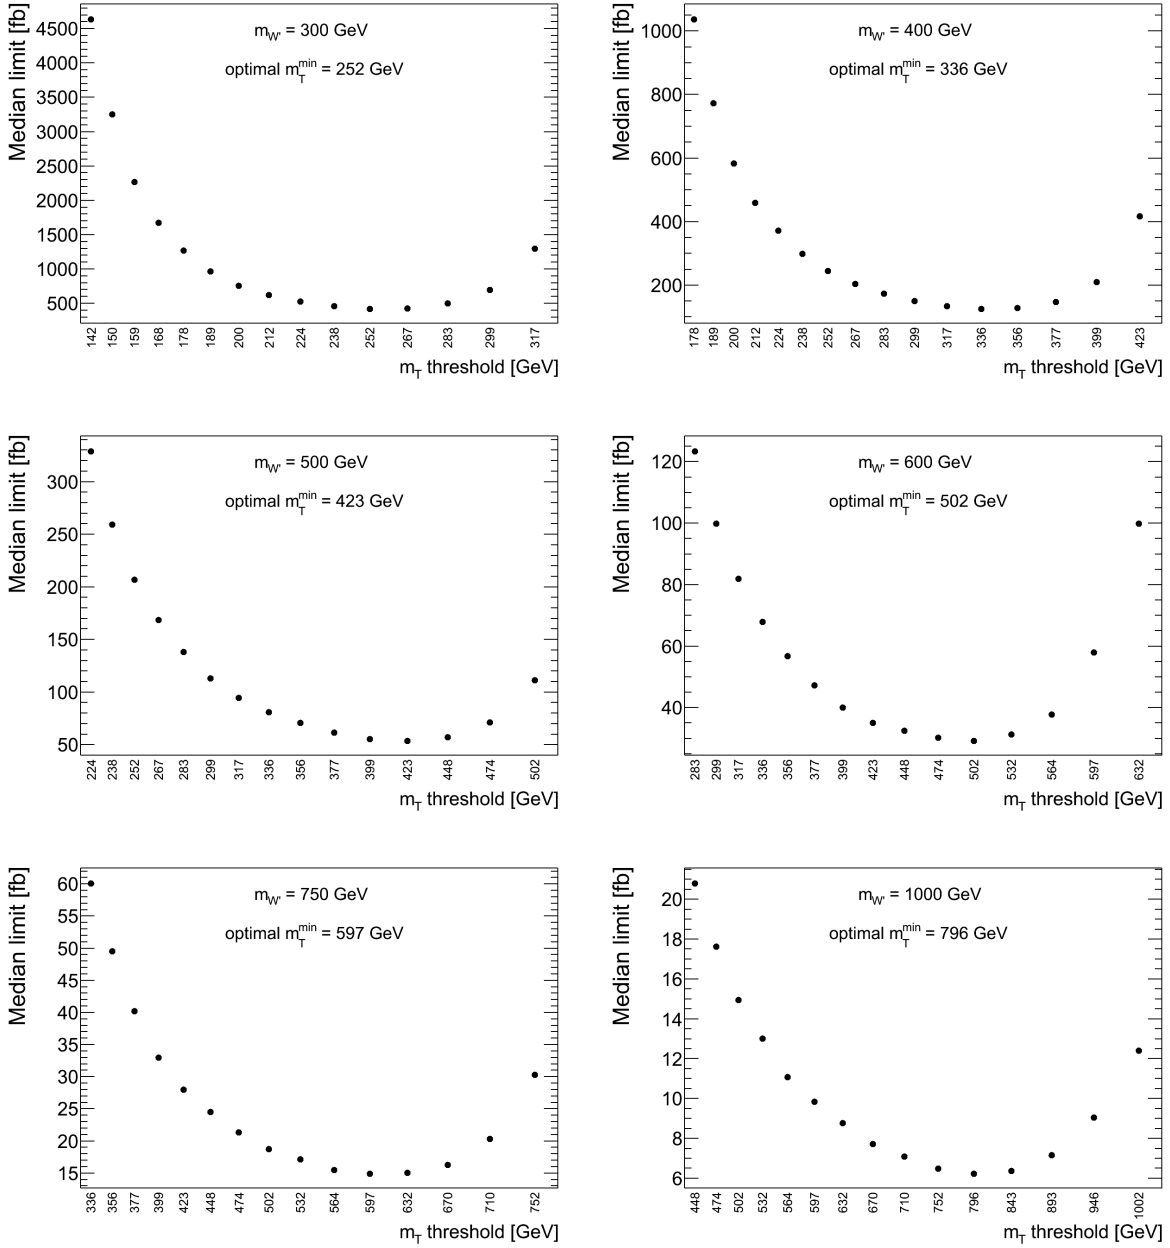 Median limit [fb]
4500
4000
3500
3000
2500
2000
1500
1000
500
m_W' = 300 GeV
optimal m_T^min = 252 GeV
142 150 159 168 178 189 200 212 224 238 252 267 283 299 317
m_T threshold [GeV]
Median limit [fb]
1000
800
600
400
200
m_W' = 400 GeV
optimal m_T^min = 336 GeV
178 189 200 212 224 238 252 267 283 299 317 336 356 377 399 423
m_T threshold [GeV]
Median limit [fb]
300
250
200
150
100
50
m_W' = 500 GeV
optimal m_T^min = 423 GeV
224 238 252 267 283 299 317 336 356 377 399 423 448 474 502
m_T threshold [GeV]
Median limit [fb]
120
100
80
60
40
m_W' = 600 GeV
optimal m_T^min = 502 GeV
283 299 317 336 356 377 399 423 448 474 502 532 564 597 632
m_T threshold [GeV]
Median limit [fb]
60
55
50
45
40
35
30
25
20
15
m_W' = 750 GeV
optimal m_T^min = 597 GeV
336 356 377 399 423 448 474 502 532 564 597 632 670 710 752
m_T threshold [GeV]
Median limit [fb]
20
18
16
14
12
10
8
6
m_W' = 1000 GeV
optimal m_T^min = 796 GeV
448 474 502 532 564 597 632 670 710 752 796 843 893 946 1002
m_T threshold [GeV]